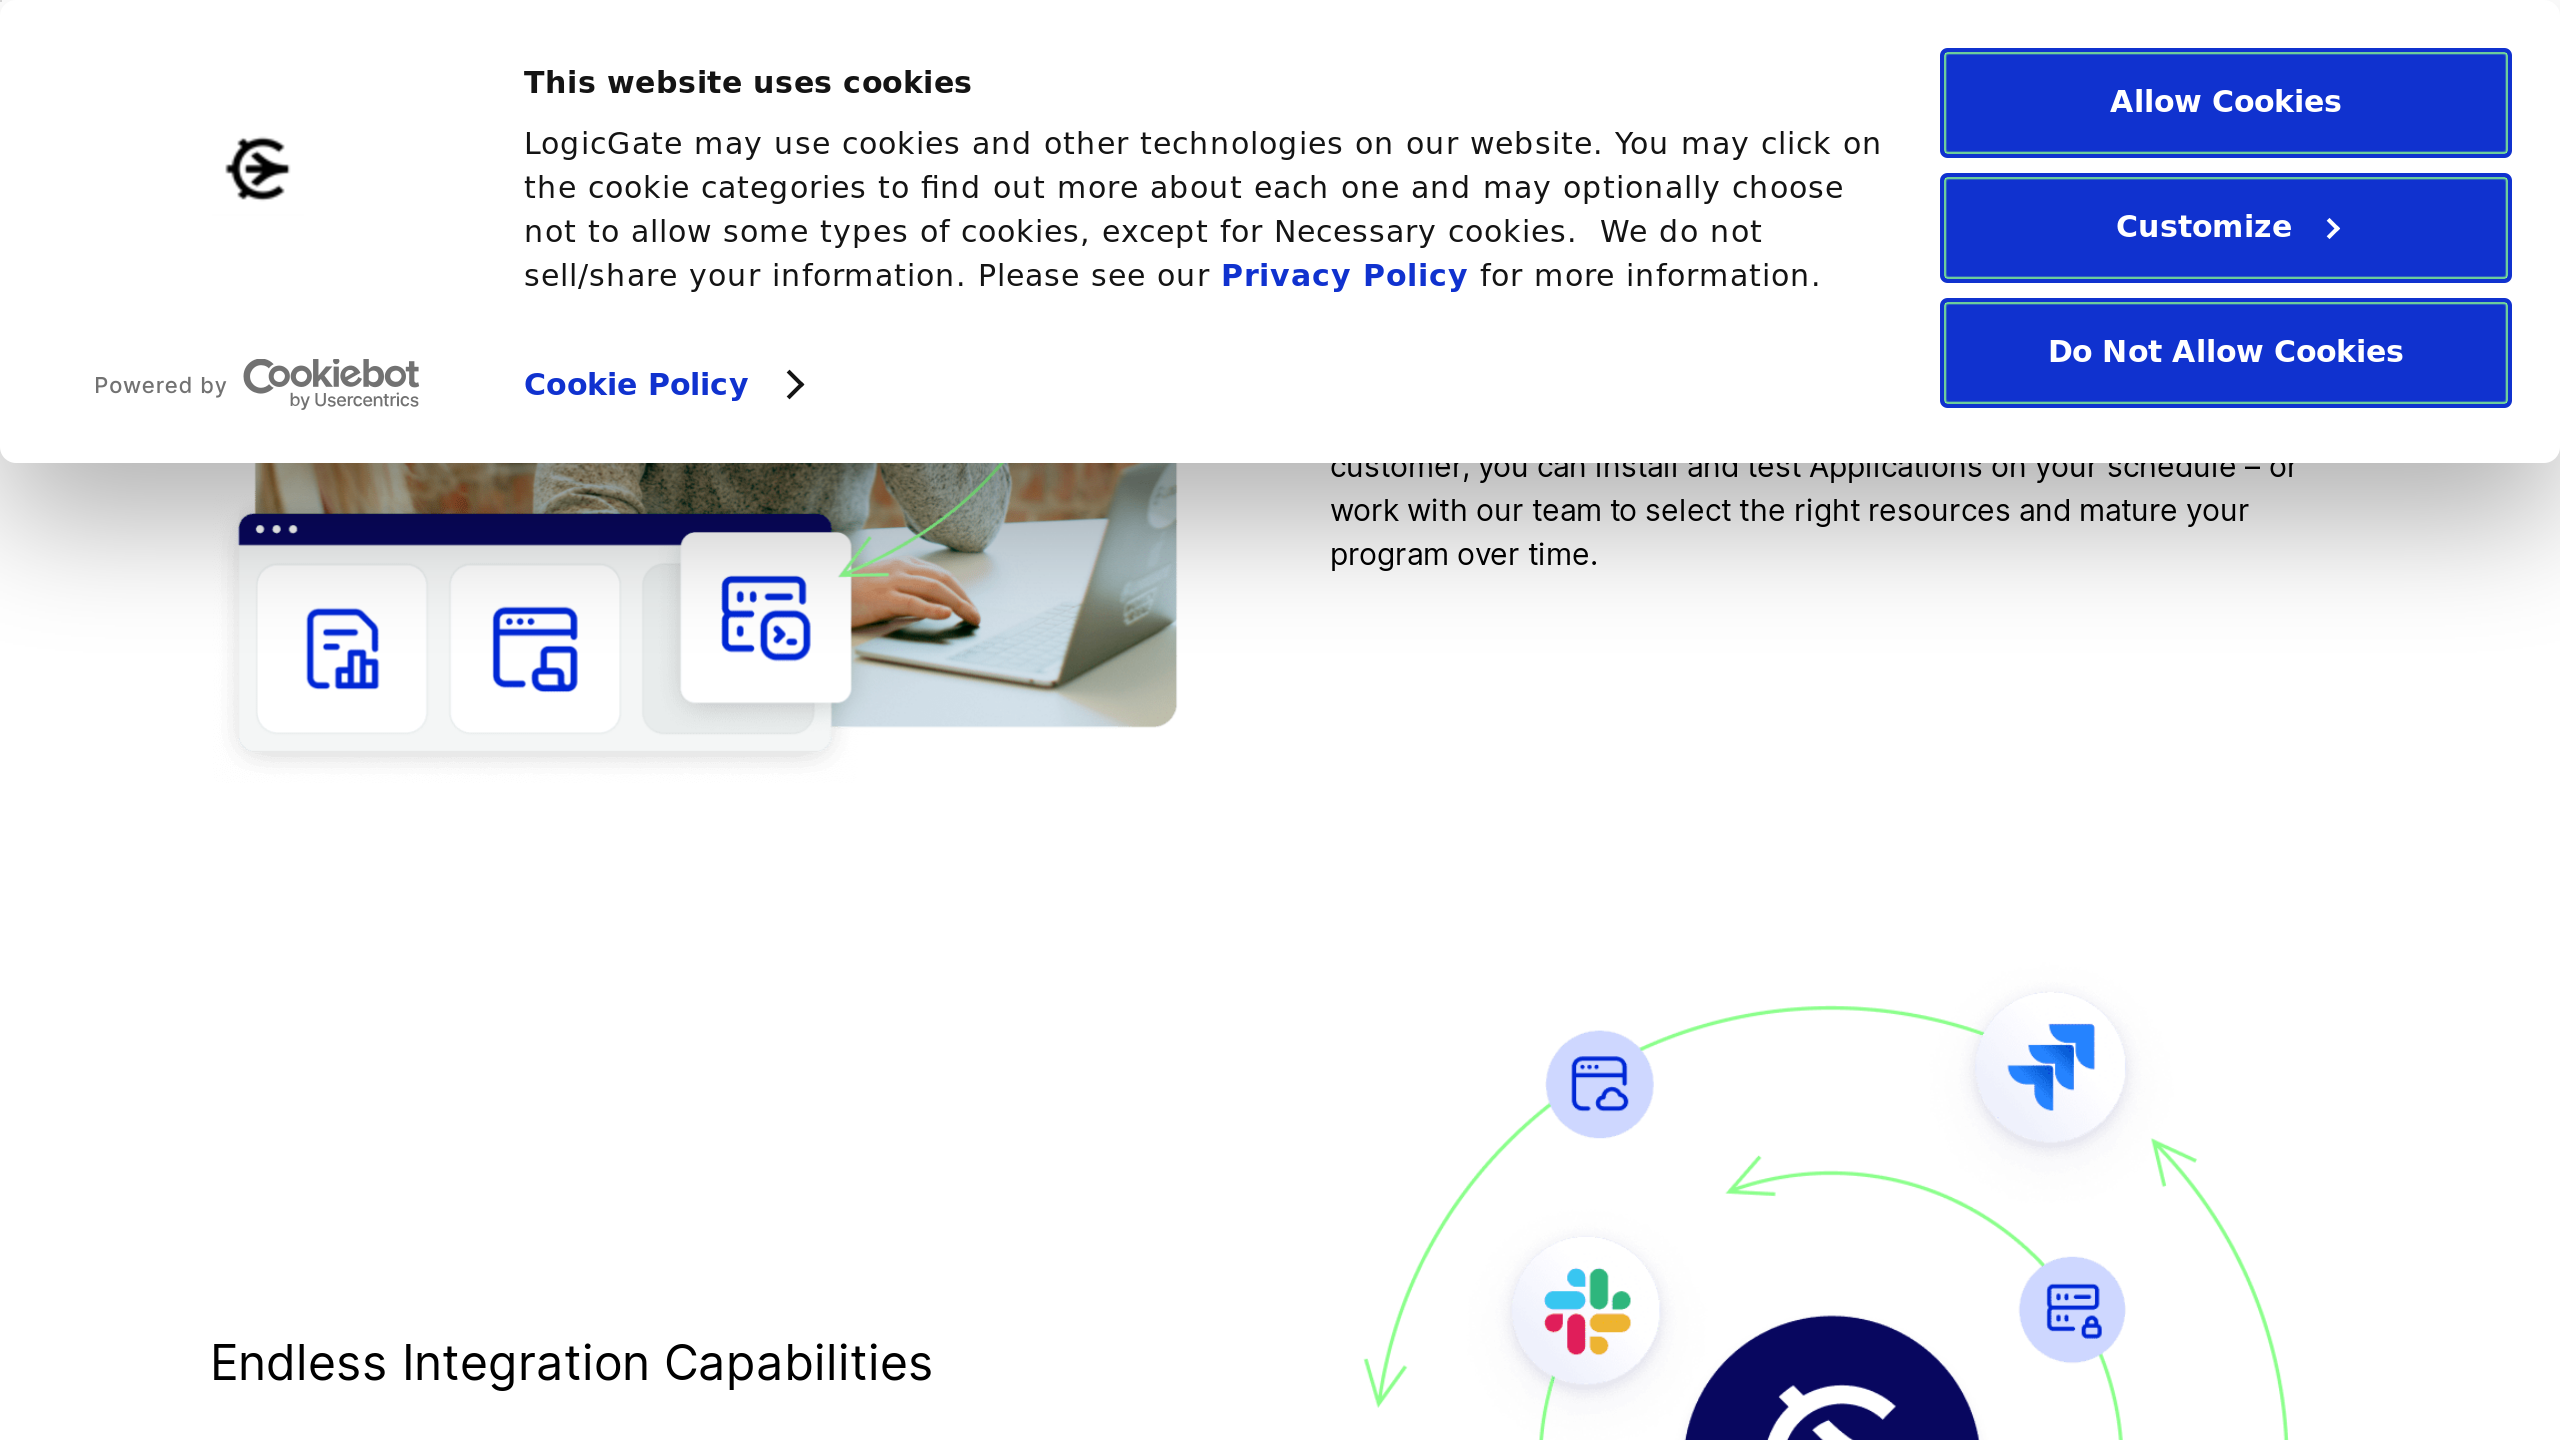 This website uses cookies
LogicGate may use cookies and other technologies on our website. You may click on
the cookie categories to find out more about each one and may optionally choose
not to allow some types of cookies, except for Necessary cookies.  We do not
sell/share your information. Please see our Privacy Policy for more information.
Powered by Cookiebot
by Usercentrics
Cookie Policy
Allow Cookies
Customize
Do Not Allow Cookies
customer, you can install and test Applications on your schedule – or
work with our team to select the right resources and mature your
program over time.
Endless Integration Capabilities